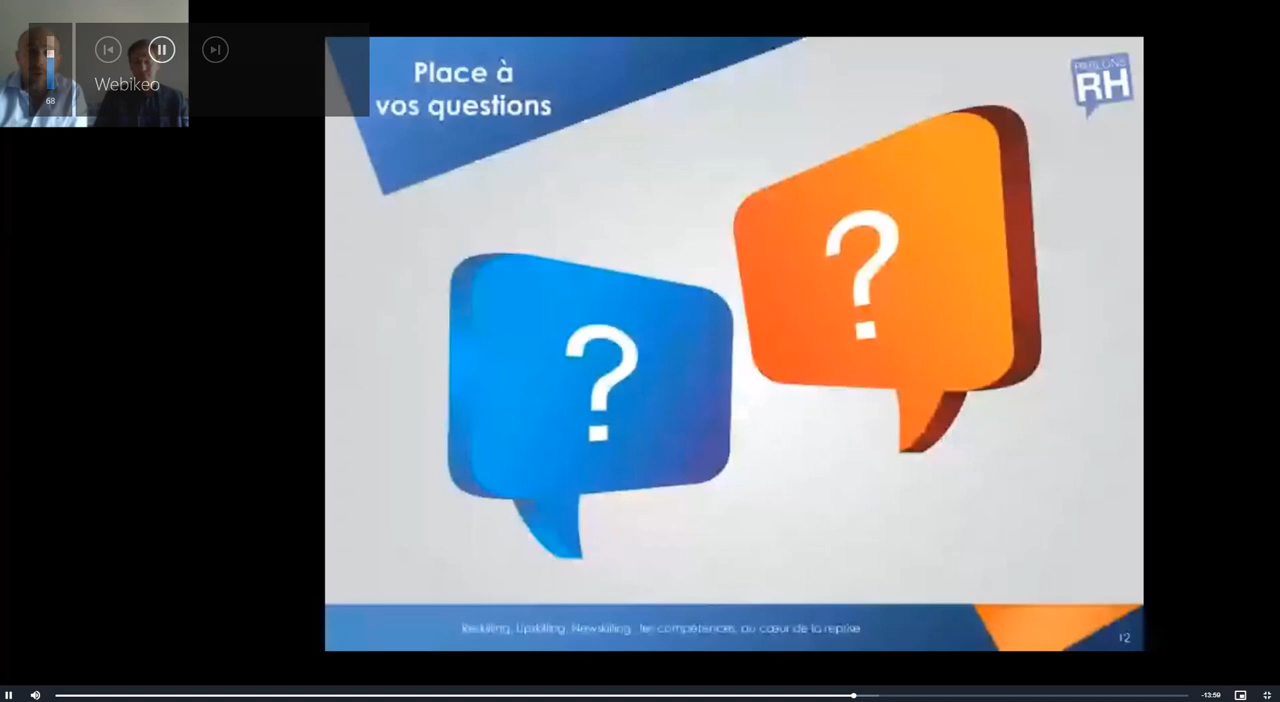 Webikeo
68
Place à
vos questions
PARLONS
RH
?
?
Reskilling, Upskilling, Newskilling : les compétences, au cœur de la reprise
12
-13:59